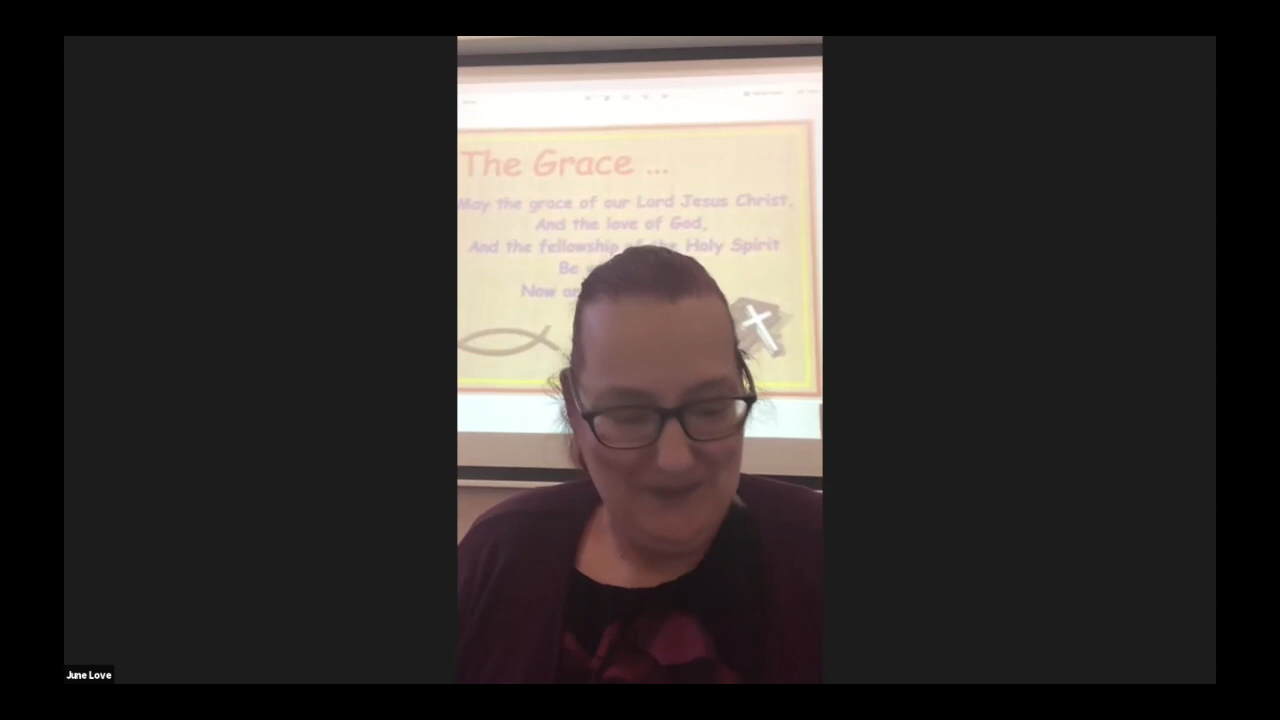 The Grace ...
May the grace of our Lord Jesus Christ,
And the love of God,
And the fellowship of the Holy Spirit
Be
Now
June Love